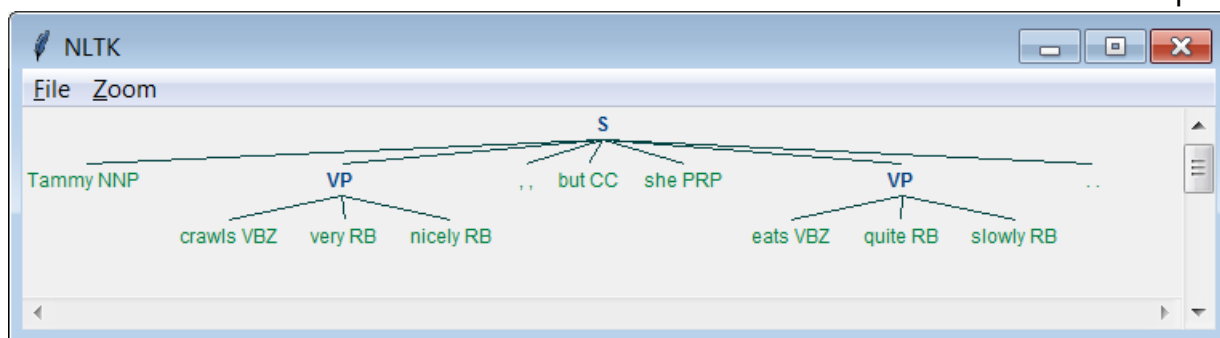 NLTK
File Zoom
S
Tammy NNP VP , , but CC she PRP VP . .
crawls VBZ very RB nicely RB eats VBZ quite RB slowly RB